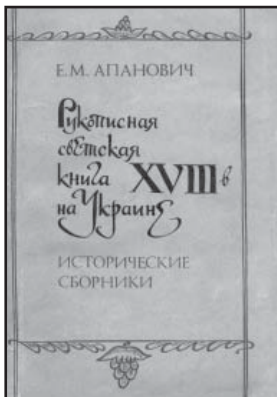 Е.М. АПАНОВИЧ
Рукописная
светская
книга XVIII в
на Украине
ИСТОРИЧЕСКИЕ
СБОРНИКИ